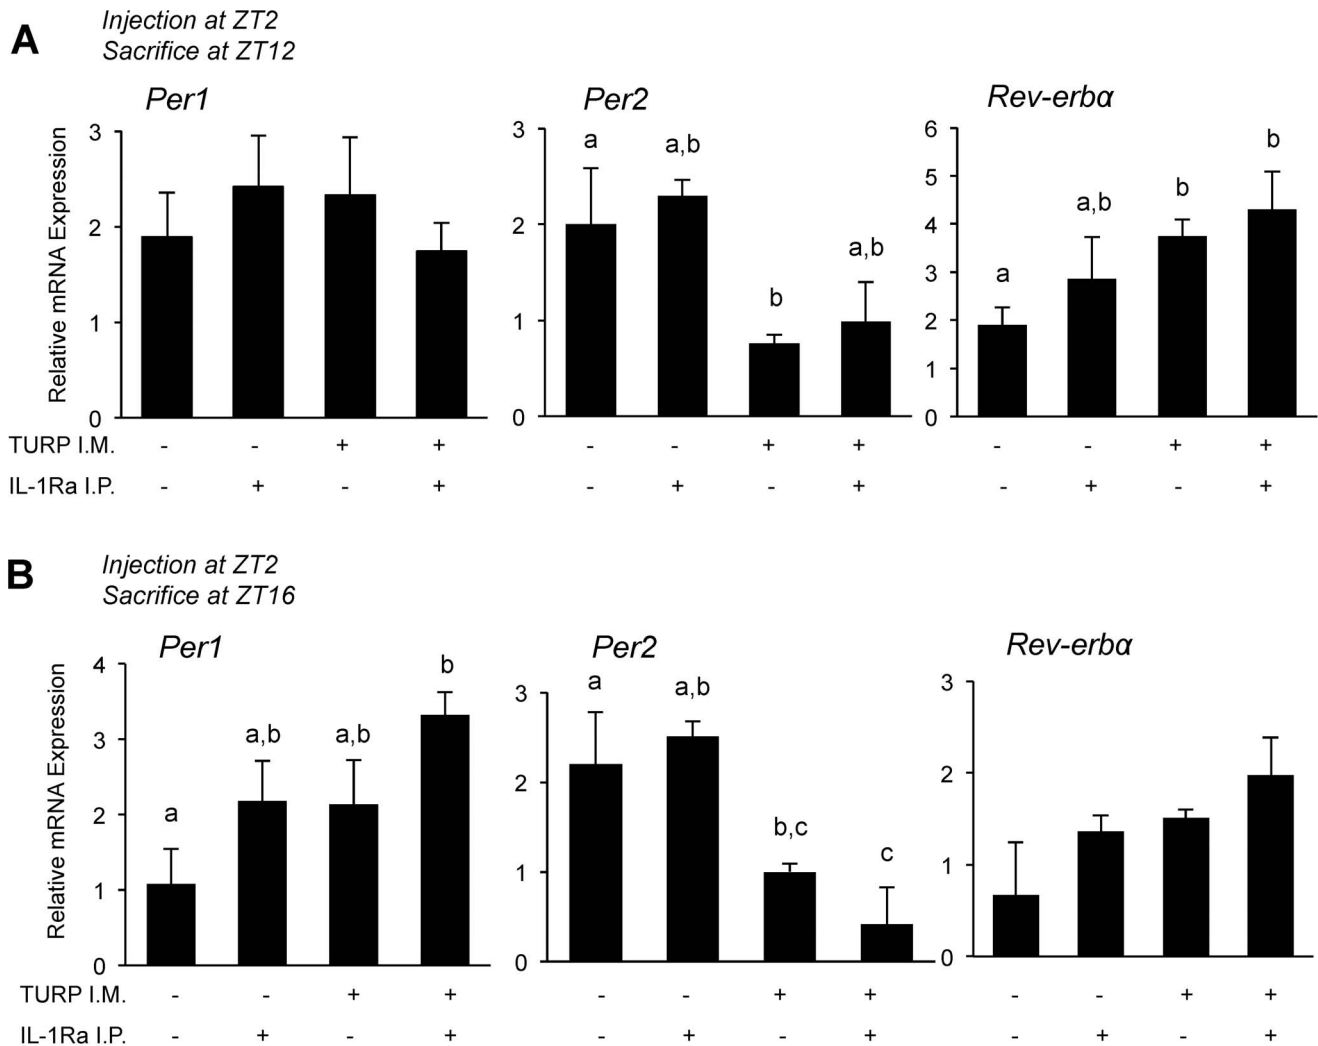 A
Injection at ZT2
Sacrifice at ZT12
Per1
Per2
Rev-erbα
Relative mRNA Expression
3
2
1
0
3
2
1
0
a
a,b
b
a,b
6
5
4
3
2
1
0
a
a,b
b
b
TURP I.M. - - + + - - + + - - + +
IL-1Ra I.P. - + - + - + - + - + - +
B
Injection at ZT2
Sacrifice at ZT16
Per1
Per2
Rev-erbα
Relative mRNA Expression
4
3
2
1
0
a
a,b
a,b
b
3
2
1
0
a
a,b
b,c
c
3
2
1
0
TURP I.M. - - + + - - + + - - + +
IL-1Ra I.P. - + - + - + - + - + - +